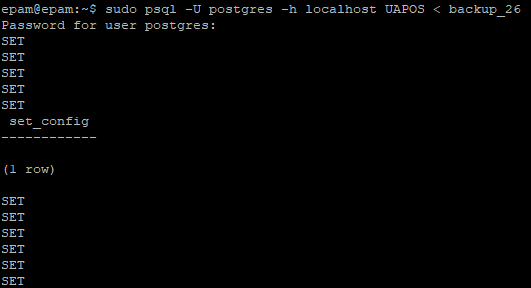 epam@epam:~$ sudo psql -U postgres -h localhost UAPOS < backup_26
Password for user postgres:
SET
SET
SET
SET
SET
 set_config
------------

(1 row)

SET
SET
SET
SET
SET
SET